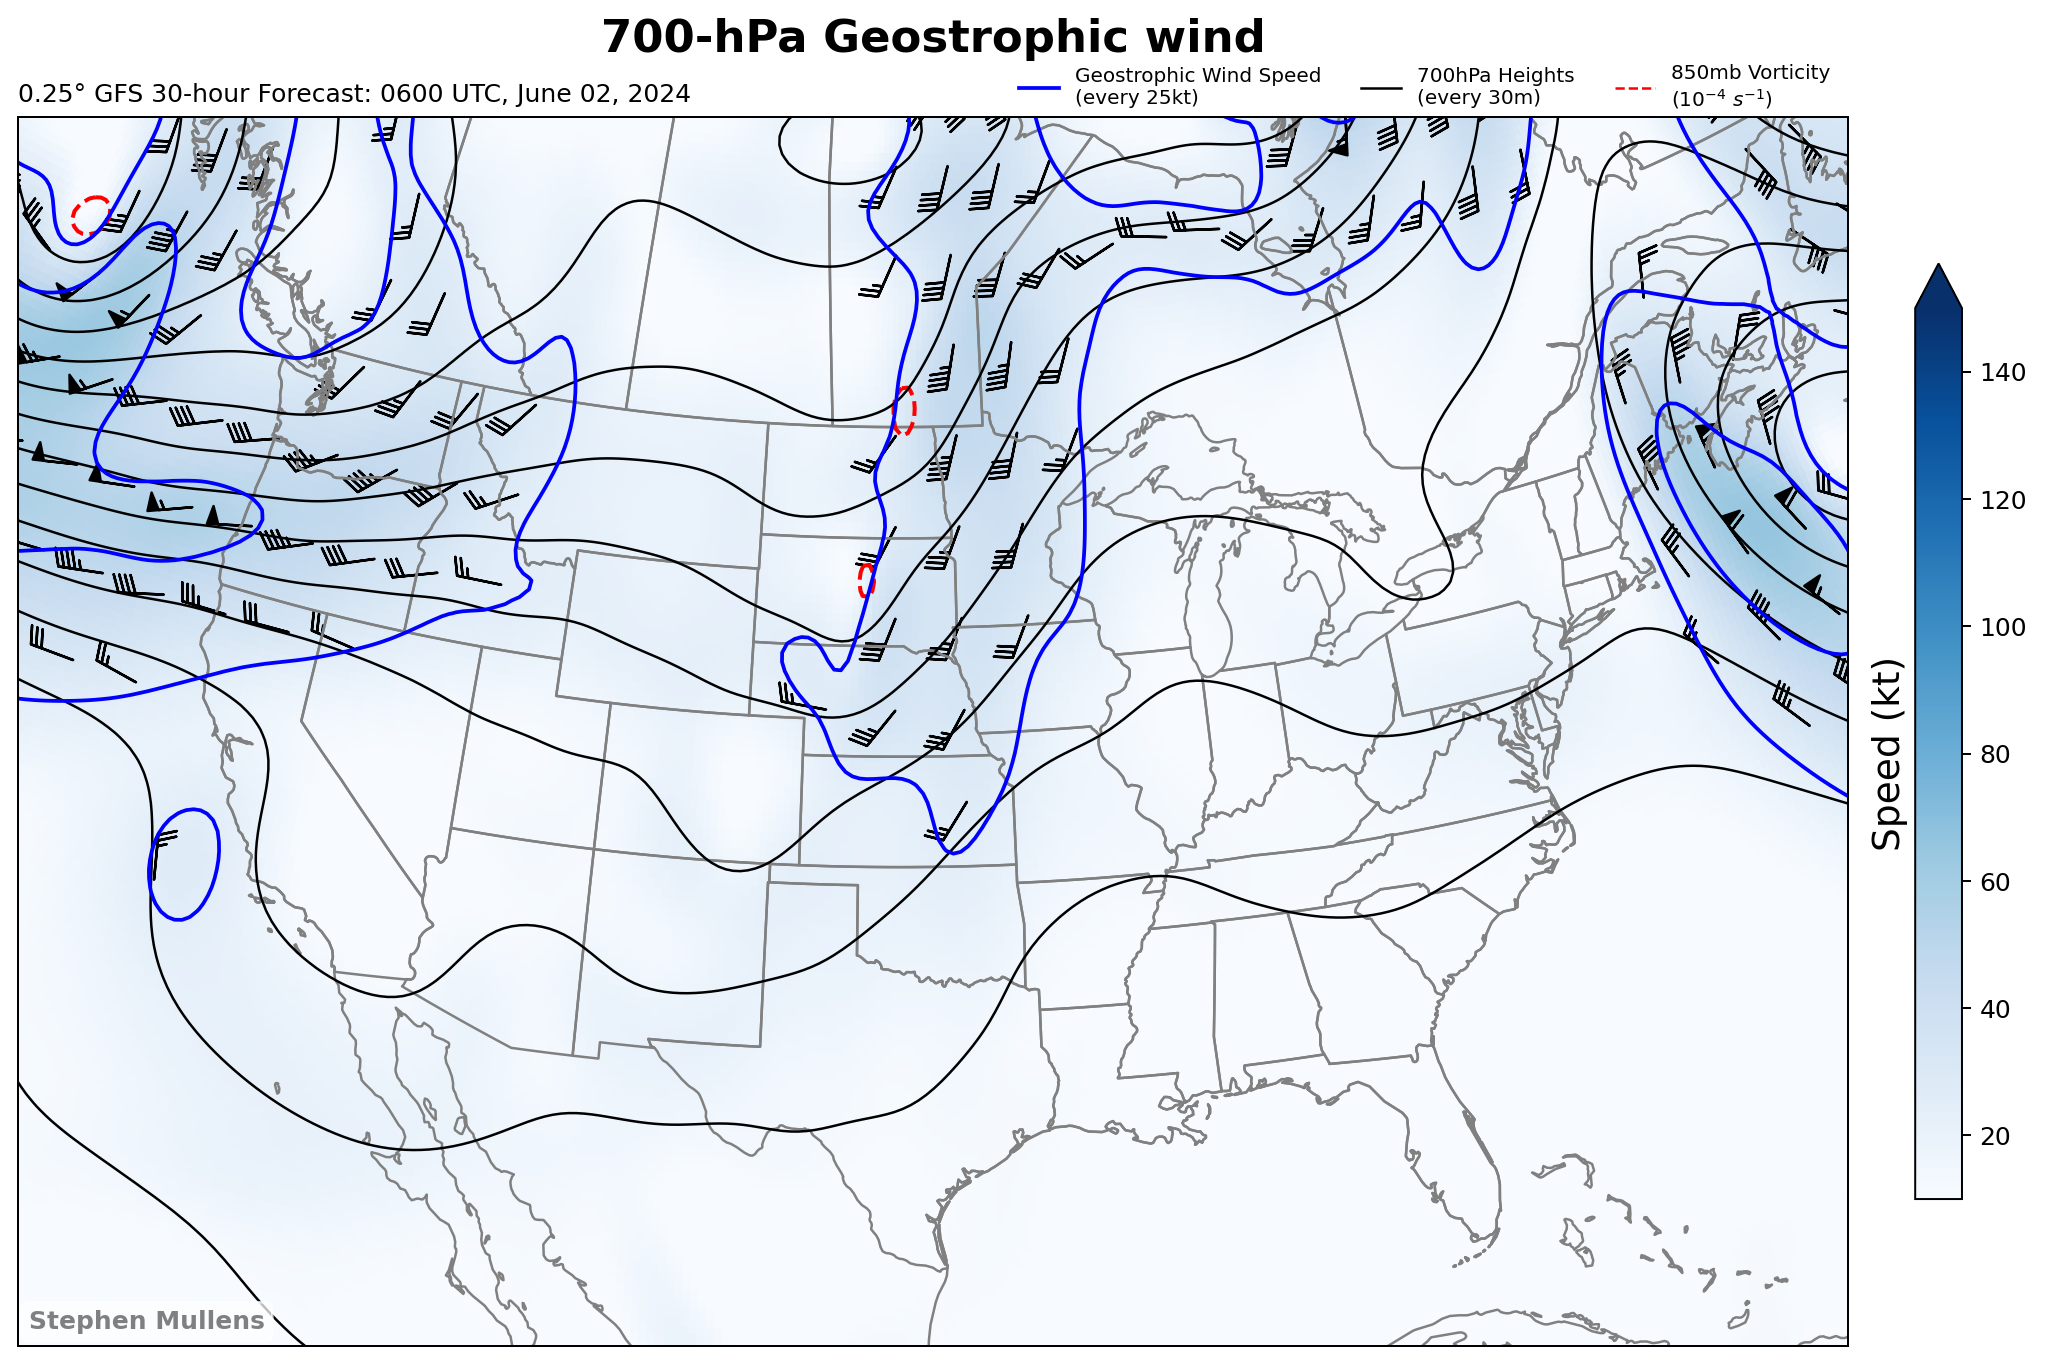 700-hPa Geostrophic wind
0.25° GFS 30-hour Forecast: 0600 UTC, June 02, 2024
Geostrophic Wind Speed
(every 25kt)
700hPa Heights
(every 30m)
850mb Vorticity
(10⁻⁴ s⁻¹)
140
120
100
80
60
40
20
Speed (kt)
Stephen Mullens